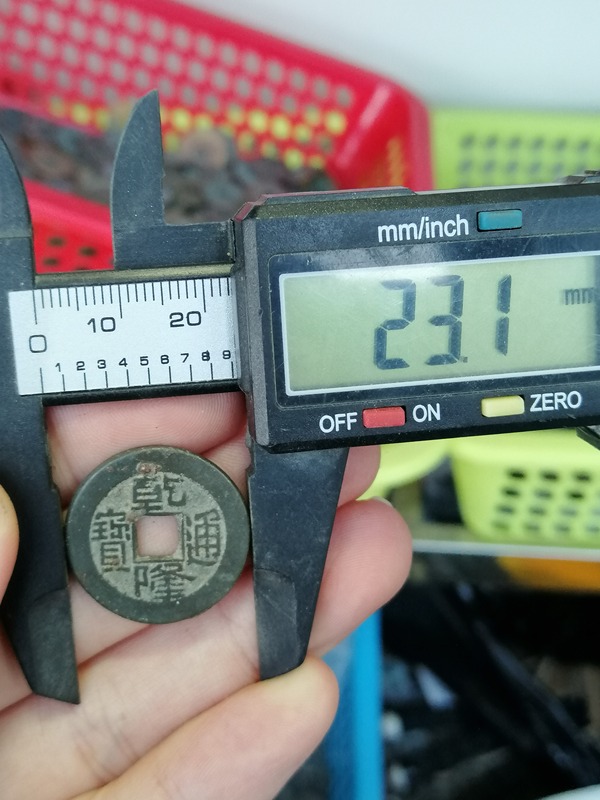 mm/inch
23.1
mm
OFF ON ZERO
0 10 20
1 2 3 4 5 6 7 8 9
乾隆通寳